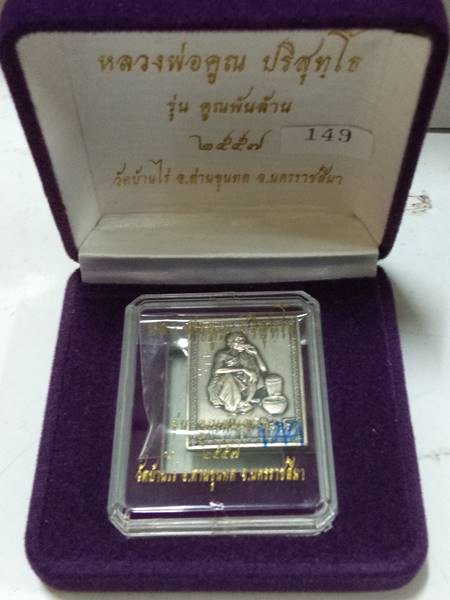 หลวงพ่อคูณ ปริสุทฺโธ
รุ่น คูณพันล้าน
๒๕๕๗
149
วัดบ้านไร่ อ.ด่านขุนทด จ.นครราชสีมา
๒๕๕๗
วัดบ้านไร่ อ.ด่านขุนทด จ.นครราชสีมา